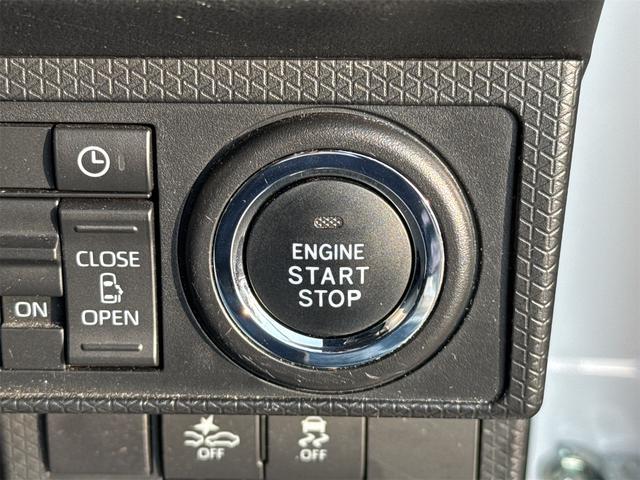 ENGINE
START
STOP
CLOSE
OPEN
ON
OFF
OFF